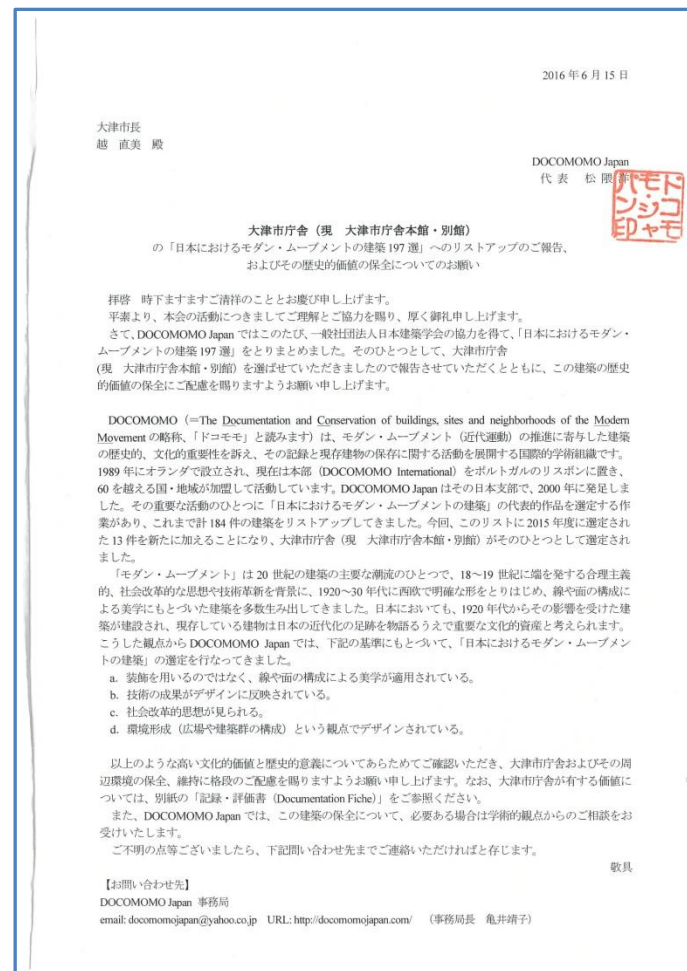 2016年6月15日
大津市長
越 直美 殿
DOCOMOMO Japan
代表 松隈
ドコモモ
ジャ
パン
印
大津市庁舎（現 大津市庁舎本館・別館）
の「日本におけるモダン・ムーブメントの建築197選」へのリストアップのご報告、
およびその歴史的価値の保全についてのお願い
拝啓 時下ますますご清祥のこととお慶び申し上げます。
平素より、本会の活動につきましてご理解とご協力を賜り、厚く御礼申し上げます。
さて、DOCOMOMO Japanではこのたび、一般社団法人日本建築学会の協力を得て、「日本におけるモダン・
ムーブメントの建築197選」をとりまとめました。そのひとつとして、大津市庁舎
(現 大津市庁舎本館・別館）を選ばせていただきましたので報告させていただくとともに、この建築の歴史
的価値の保全にご配慮を賜りますようお願い申し上げます。
DOCOMOMO（=The Documentation and Conservation of buildings, sites and neighborhoods of the Modern
Movementの略称、「ドコモモ」と読みます）は、モダン・ムーブメント（近代運動）の推進に寄与した建築
の歴史的、文化的重要性を訴え、その記録と現存建物の保存に関する活動を展開する国際的学術組織です。
1989年にオランダで設立され、現在は本部（DOCOMOMO International）をポルトガルのリスボンに置き、
60を越える国・地域が加盟して活動しています。DOCOMOMO Japanはその日本支部で、2000年に発足しま
した。その重要な活動のひとつに「日本におけるモダン・ムーブメントの建築」の代表的作品を選定する作
業があり、これまで計184件の建築をリストアップしてきました。今回、このリストに2015年度に選定され
た13件を新たに加えることになり、大津市庁舎（現 大津市庁舎本館・別館）がそのひとつとして選定され
ました。
「モダン・ムーブメント」は20世紀の建築の主要な潮流のひとつで、18～19世紀に端を発する合理主義
的、社会改革的な思想や技術革新を背景に、1920～30年代に西欧で明確な形をとりはじめ、線や面の構成に
よる美学にもとづいた建築を多数生み出してきました。日本においても、1920年代からその影響を受けた建
築が建設され、現存している建物は日本の近代化の足跡を物語るうえで重要な文化的資産と考えられます。
こうした観点からDOCOMOMO Japanでは、下記の基準にもとづいて、「日本におけるモダン・ムーブメン
トの建築」の選定を行なってきました。
a. 装飾を用いるのではなく、線や面の構成による美学が適用されている。
b. 技術の成果がデザインに反映されている。
c. 社会改革的思想が見られる。
d. 環境形成（広場や建築群の構成）という観点でデザインされている。
以上のような高い文化的価値と歴史的意義についてあらためてご確認いただき、大津市庁舎およびその周
辺環境の保全、維持に格段のご配慮を賜りますようお願い申し上げます。なお、大津市庁舎が有する価値に
ついては、別紙の「記録・評価書（Documentation Fiche）」をご参照ください。
また、DOCOMOMO Japanでは、この建築の保全について、必要ある場合は学術的観点からのご相談をお
受けいたします。
ご不明の点等ございましたら、下記問い合わせ先までご連絡いただければと存じます。
敬具
【お問い合わせ先】
DOCOMOMO Japan 事務局
email: docomomojapan@yahoo.co.jp URL: http://docomomojapan.com/ （事務局長 亀井靖子）